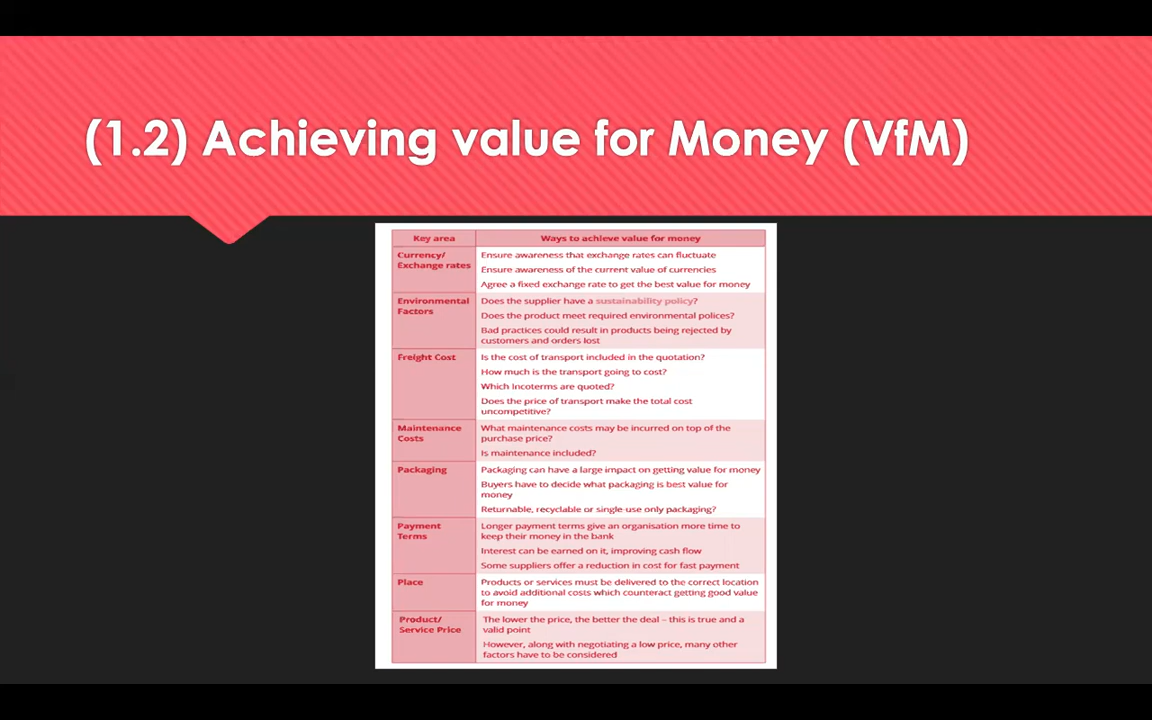 (1.2) Achieving value for Money (VfM)
Key area
Ways to achieve value for money
Currency/
Exchange rates
Ensure awareness that exchange rates can fluctuate
Ensure awareness of the current value of currencies
Agree a fixed exchange rate to get the best value for money
Environmental
Factors
Does the supplier have a sustainability policy?
Does the product meet required environmental polices?
Bad practices could result in products being rejected by
customers and orders lost
Freight Cost
Is the cost of transport included in the quotation?
How much is the transport going to cost?
Which Incoterms are quoted?
Does the price of transport make the total cost
uncompetitive?
Maintenance
Costs
What maintenance costs may be incurred on top of the
purchase price?
Is maintenance included?
Packaging
Packaging can have a large impact on getting value for money
Buyers have to decide what packaging is best value for
money
Returnable, recyclable or single-use only packaging?
Payment
Terms
Longer payment terms give an organisation more time to
keep their money in the bank
Interest can be earned on it, improving cash flow
Some suppliers offer a reduction in cost for fast payment
Place
Products or services must be delivered to the correct location
to avoid additional costs which counteract getting good value
for money
Product/
Service Price
The lower the price, the better the deal – this is true and a
valid point
However, along with negotiating a low price, many other
factors have to be considered